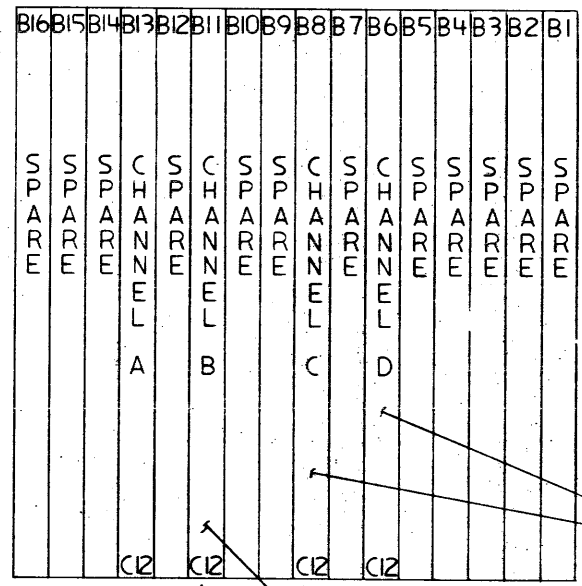 B16 B15 B14 B13 B12 B11 B10 B9 B8 B7 B6 B5 B4 B3 B2 B1
SPARE
SPARE
SPARE
CHANNEL A
SPARE
CHANNEL B
SPARE
SPARE
CHANNEL C
SPARE
CHANNEL D
SPARE
SPARE
SPARE
SPARE
SPARE
C12 C12 C12 C12